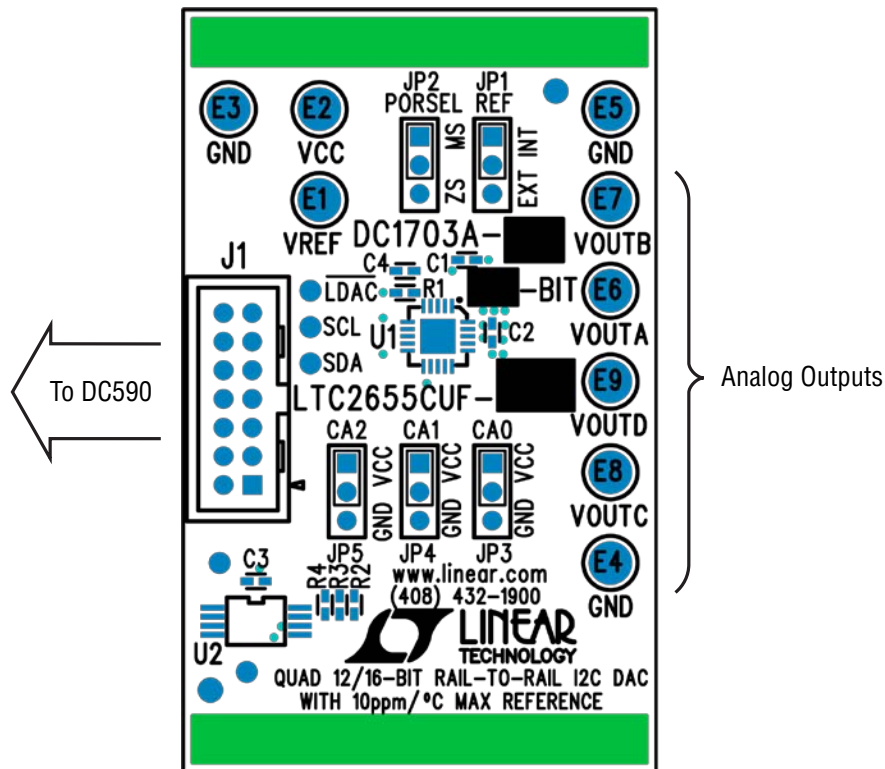 JP2 JP1
PORSEL REF
E3 E2 E5
GND VCC GND
MS INT
ZS EXT
E1 E7
VREF VOUTB
DC1703A-
J1
C4 C1
-BIT
E6
LDAC R1
VOUTA
SCL U1 C2
SDA
To DC590
Analog Outputs
LTC2655CUF-
E9
VOUTD
CA2 CA1 CA0
GND VCC GND VCC GND VCC
E8
VOUTC
JP5 JP4 JP3
E4
GND
C3
R4 R3 R2
U2
www.linear.com
(408) 432-1900
LINEAR
TECHNOLOGY
QUAD 12/16-BIT RAIL-TO-RAIL I2C DAC
WITH 10ppm/°C MAX REFERENCE